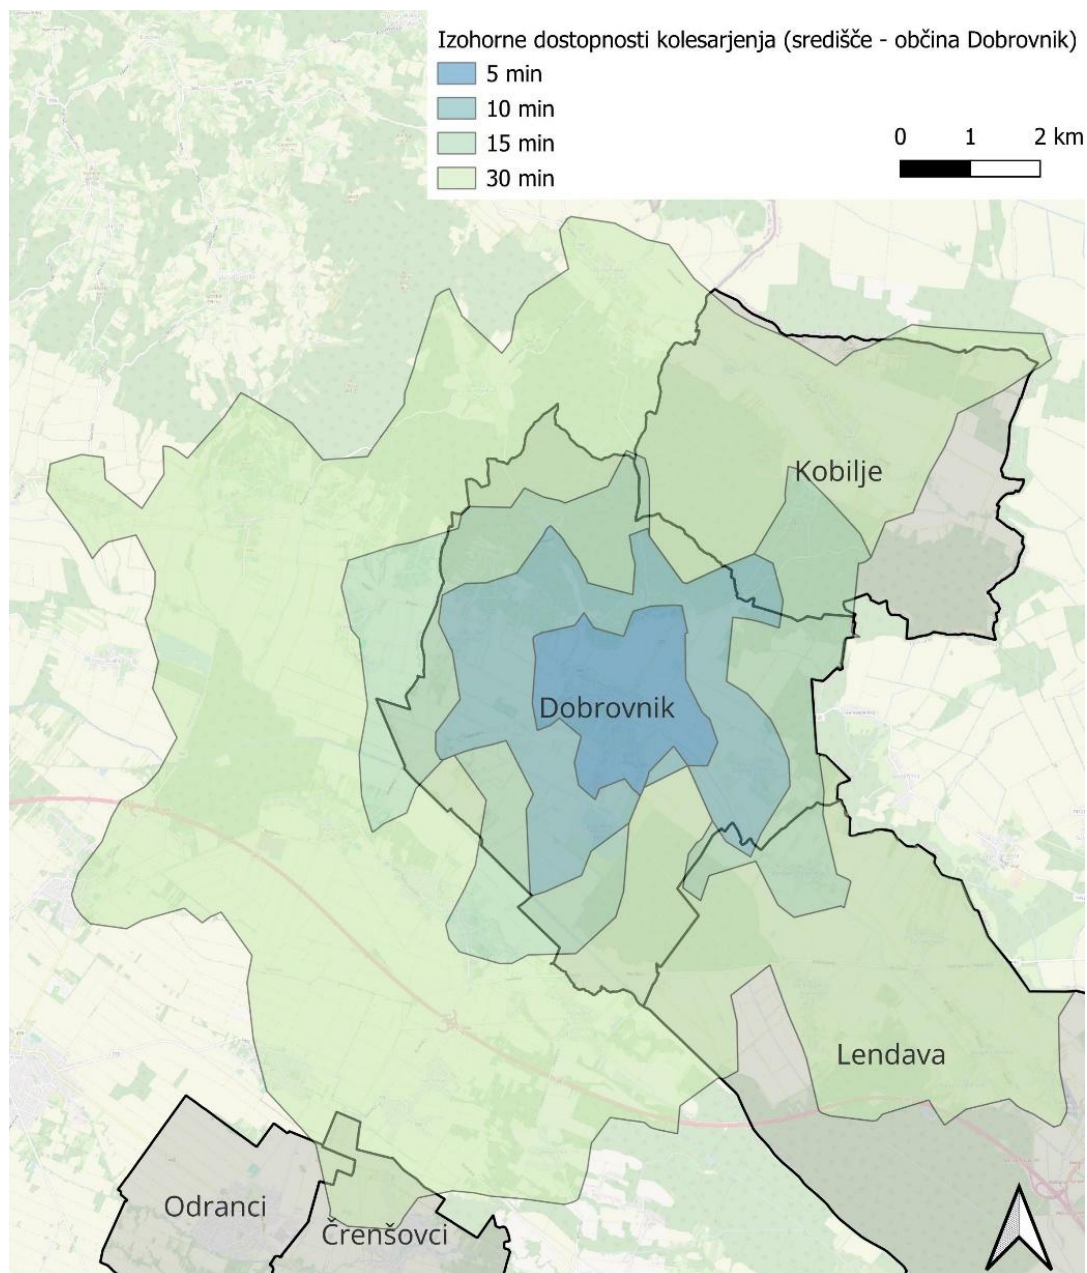 Izohorne dostopnosti kolesarjenja (središče - občina Dobrovnik)
5 min
10 min
15 min
30 min
0 1 2 km
Kobilje
Dobrovnik
Lendava
Odranci
Črenšovci